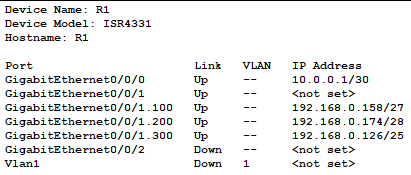 Device Name: R1
Device Model: ISR4331
Hostname: R1
Port Link VLAN IP Address
GigabitEthernet0/0/0 Up -- 10.0.0.1/30
GigabitEthernet0/0/1 Up -- <not set>
GigabitEthernet0/0/1.100 Up -- 192.168.0.158/27
GigabitEthernet0/0/1.200 Up -- 192.168.0.174/28
GigabitEthernet0/0/1.300 Up -- 192.168.0.126/25
GigabitEthernet0/0/2 Down -- <not set>
Vlan1 Down 1 <not set>